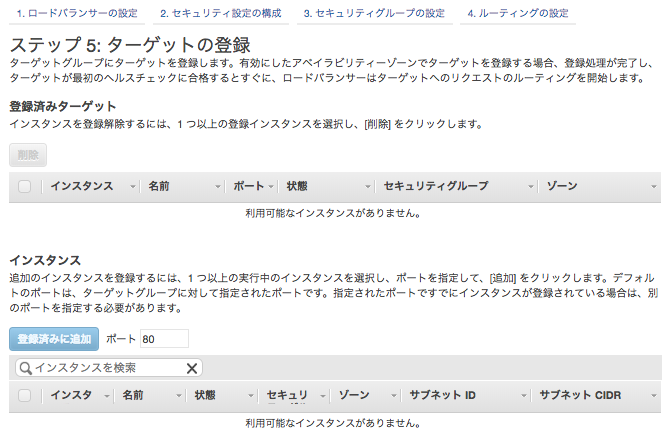 1. ロードバランサーの設定 2. セキュリティ設定の構成 3. セキュリティグループの設定 4. ルーティングの設定
ステップ 5: ターゲットの登録
ターゲットグループにターゲットを登録します。有効にしたアベイラビリティーゾーンでターゲットを登録する場合、登録処理が完了し、
ターゲットが最初のヘルスチェックに合格するとすぐに、ロードバランサーはターゲットへのリクエストのルーティングを開始します。
登録済みターゲット
インスタンスを登録解除するには、1 つ以上の登録インスタンスを選択し、[削除] をクリックします。
削除
インスタンス 名前 ポート 状態 セキュリティグループ ゾーン
利用可能なインスタンスがありません。
インスタンス
追加のインスタンスを登録するには、1 つ以上の実行中のインスタンスを選択し、ポートを指定して、[追加] をクリックします。デフォル
トのポートは、ターゲットグループに対して指定されたポートです。指定されたポートですでにインスタンスが登録されている場合は、別
のポートを指定する必要があります。
登録済みに追加 ポート 80
インスタンスを検索
インスタ 名前 状態 セキュリ ゾーン サブネット ID サブネット CIDR
利用可能なインスタンスがありません。